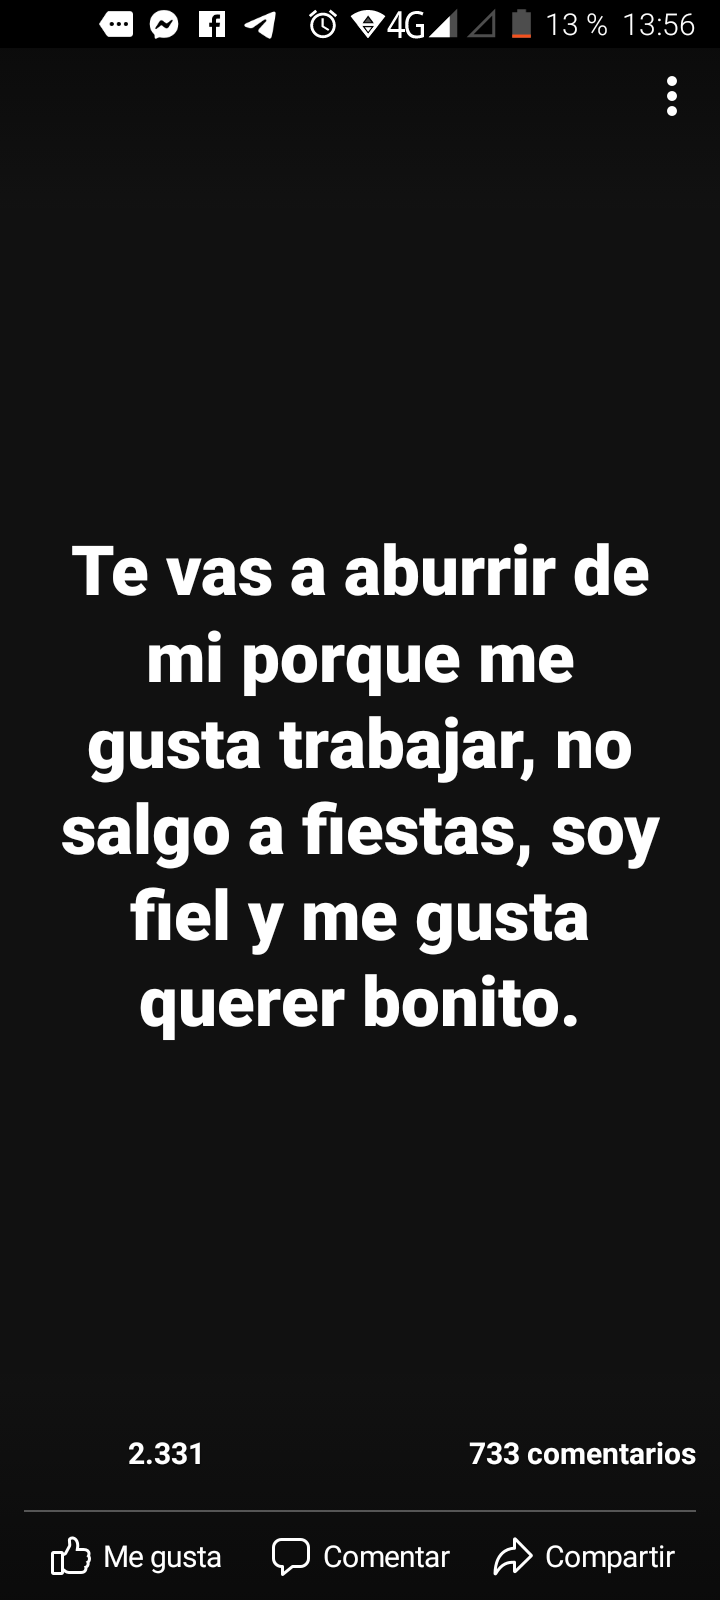 4G 13 % 13:56
Te vas a aburrir de
mi porque me
gusta trabajar, no
salgo a fiestas, soy
fiel y me gusta
querer bonito.
2.331 733 comentarios
Me gusta Comentar Compartir